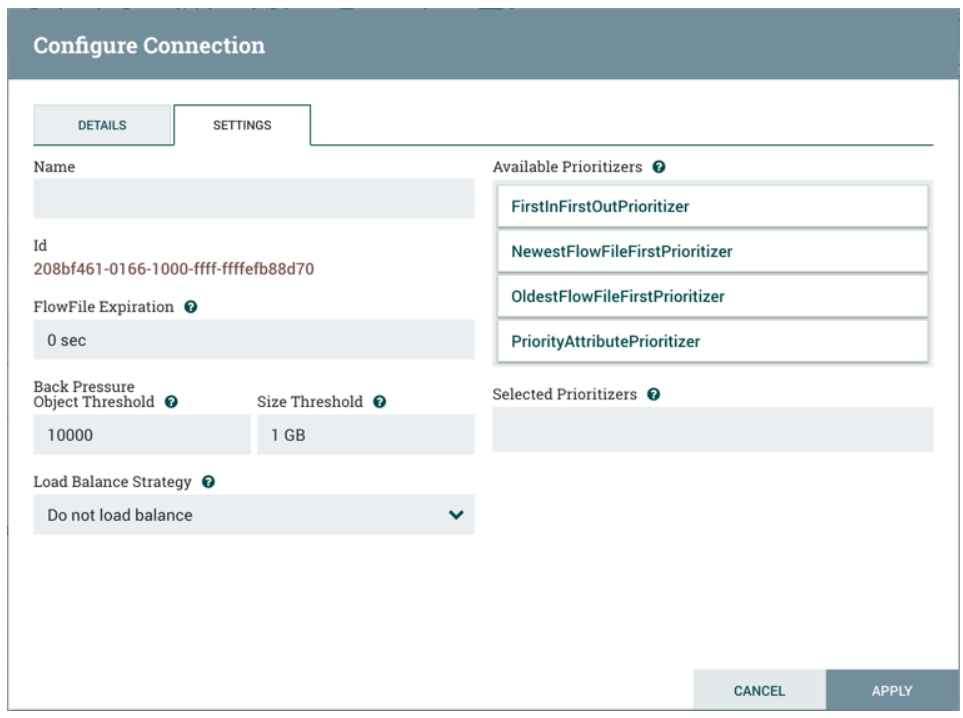 Configure Connection
DETAILS
SETTINGS
Name
Id
208bf461-0166-1000-ffff-ffffefb88d70
FlowFile Expiration
0 sec
Back Pressure
Object Threshold
Size Threshold
10000
1 GB
Load Balance Strategy
Do not load balance
Available Prioritizers
FirstInFirstOutPrioritizer
NewestFlowFileFirstPrioritizer
OldestFlowFileFirstPrioritizer
PriorityAttributePrioritizer
Selected Prioritizers
CANCEL
APPLY